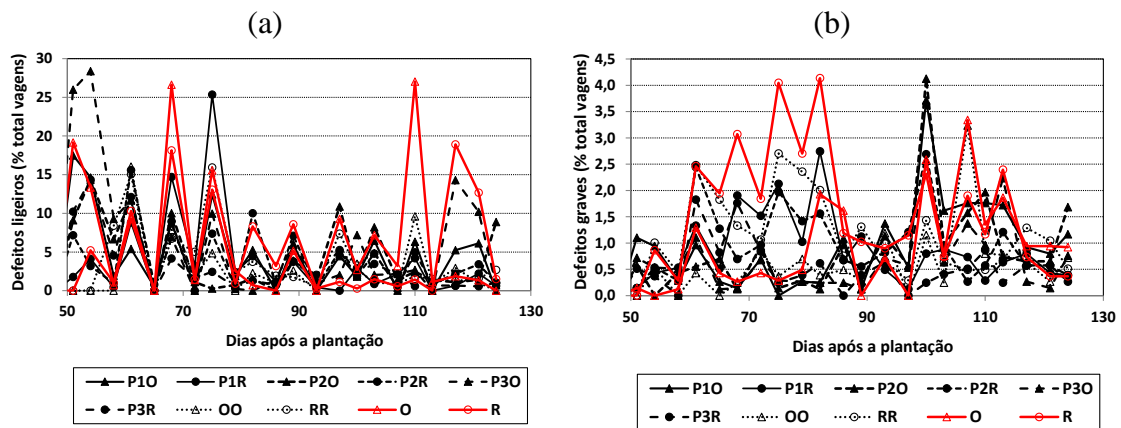 (a)
(b)
Defeitos iligeiros (% total vagens)
30
25
20
15
10
5
0
50
70
90
110
130
Dias após a plantação
P1O P1R P2O P2R P3O
P3R OO RR O R
Defeitos graves (% total vagens)
4,5
4,0
3,5
3,0
2,5
2,0
1,5
1,0
0,5
0,0
50
70
90
110
130
Dias após a plantação
P1O P1R P2O P2R P3O
P3R OO RR O R